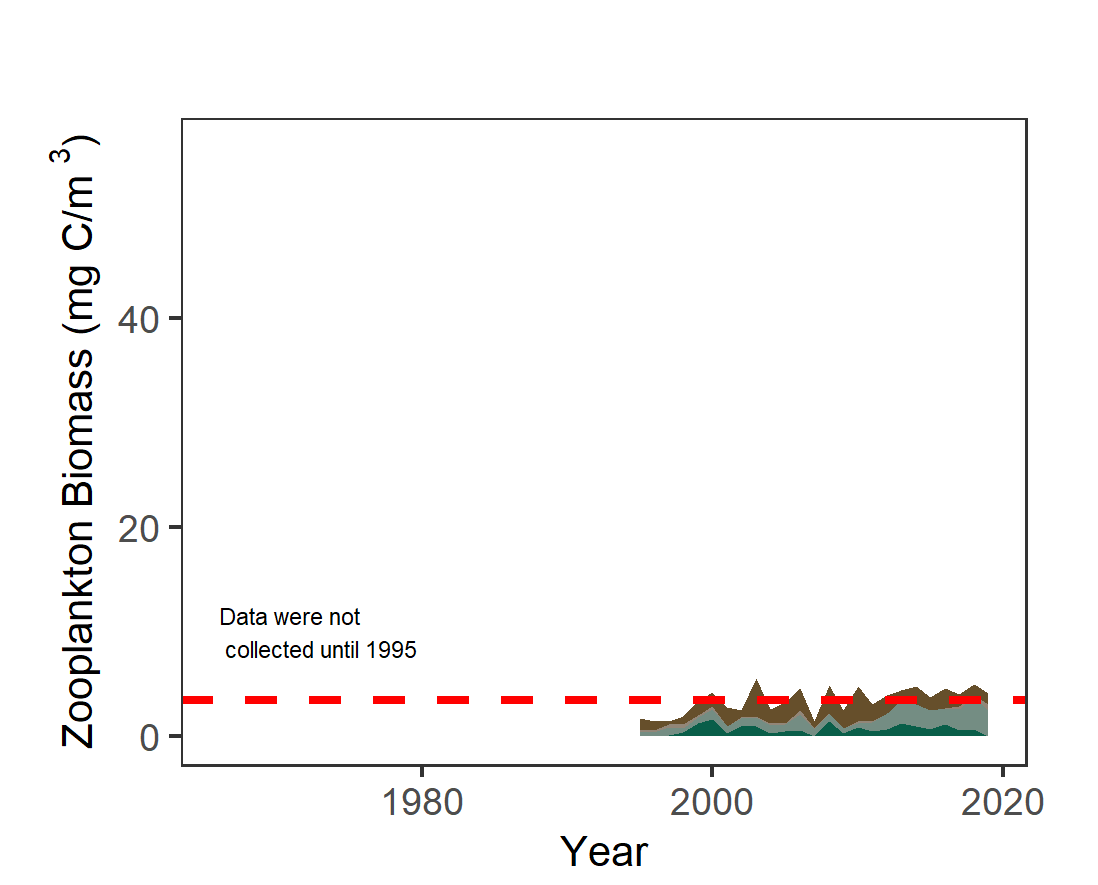 Zooplankton Biomass (mg C/m ³)
40
20
0
Data were not
collected until 1995
1980 2000 2020
Year